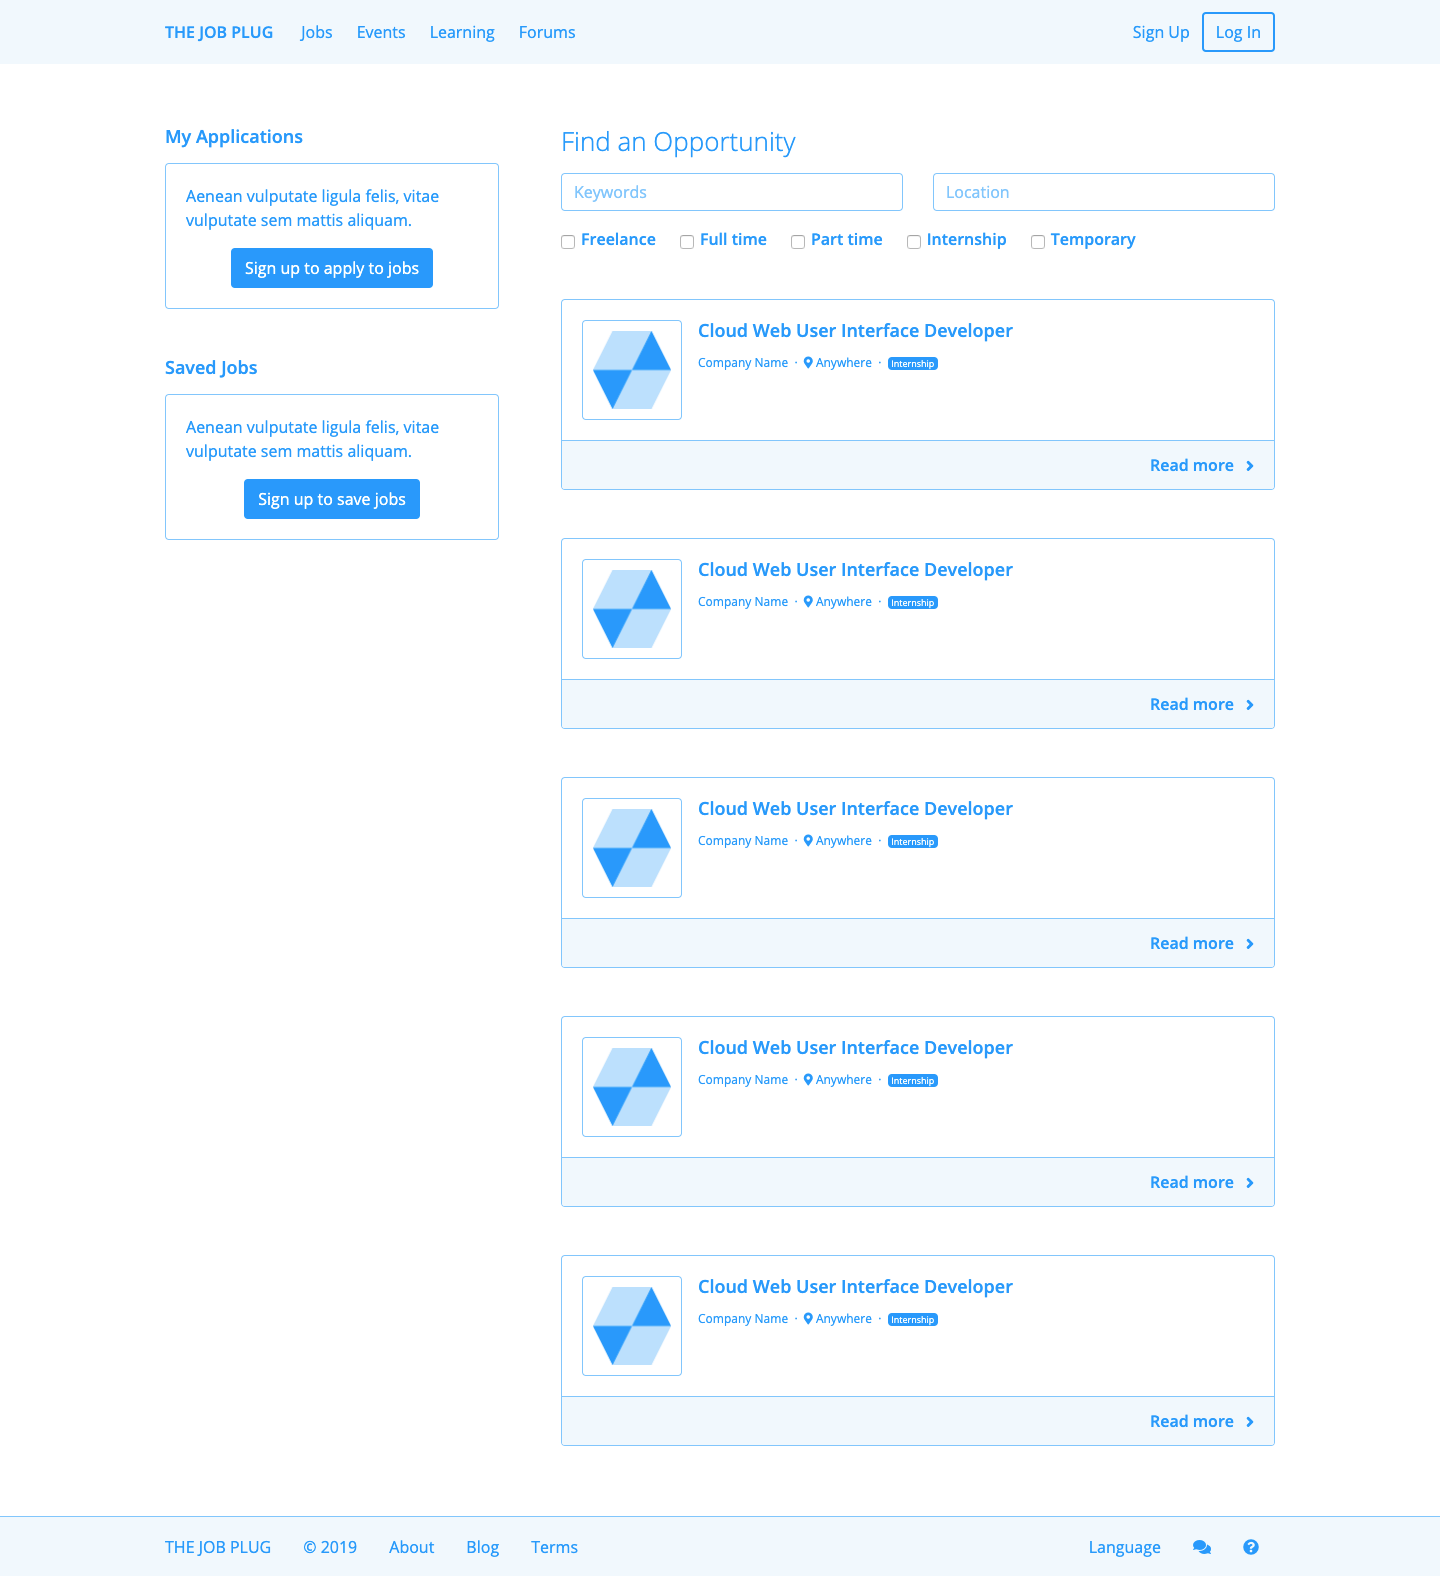 THE JOB PLUG Jobs Events Learning Forums Sign Up Log In
My Applications
Aenean vulputate ligula felis, vitae
vulputate sem mattis aliquam.
Sign up to apply to jobs
Saved Jobs
Aenean vulputate ligula felis, vitae
vulputate sem mattis aliquam.
Sign up to save jobs
Find an Opportunity
Keywords Location
Freelance Full time Part time Internship Temporary
Cloud Web User Interface Developer
Company Name · Anywhere · Internship
Read more
Cloud Web User Interface Developer
Company Name · Anywhere · Internship
Read more
Cloud Web User Interface Developer
Company Name · Anywhere · Internship
Read more
Cloud Web User Interface Developer
Company Name · Anywhere · Internship
Read more
Cloud Web User Interface Developer
Company Name · Anywhere · Internship
Read more
THE JOB PLUG © 2019 About Blog Terms Language